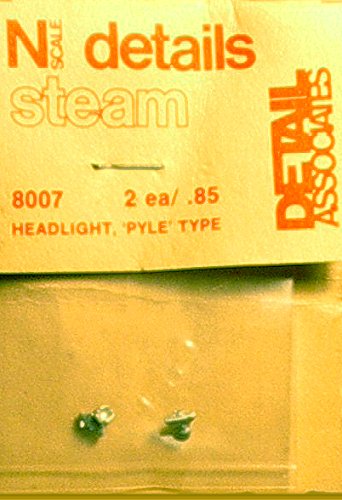 N SCALE details
steam
8007 2 ea/ .85
HEADLIGHT, 'PYLE' TYPE
DETAIL
ASSOCIATES